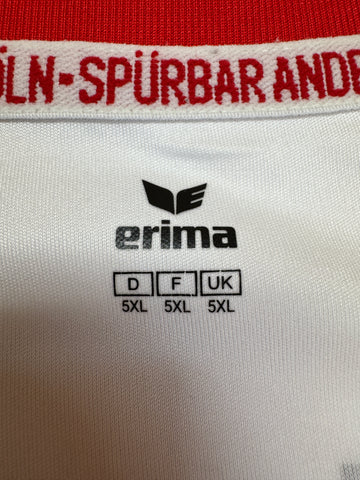 ÖLN-SPÜRBAR ANDE
erima
D F UK
5XL 5XL 5XL